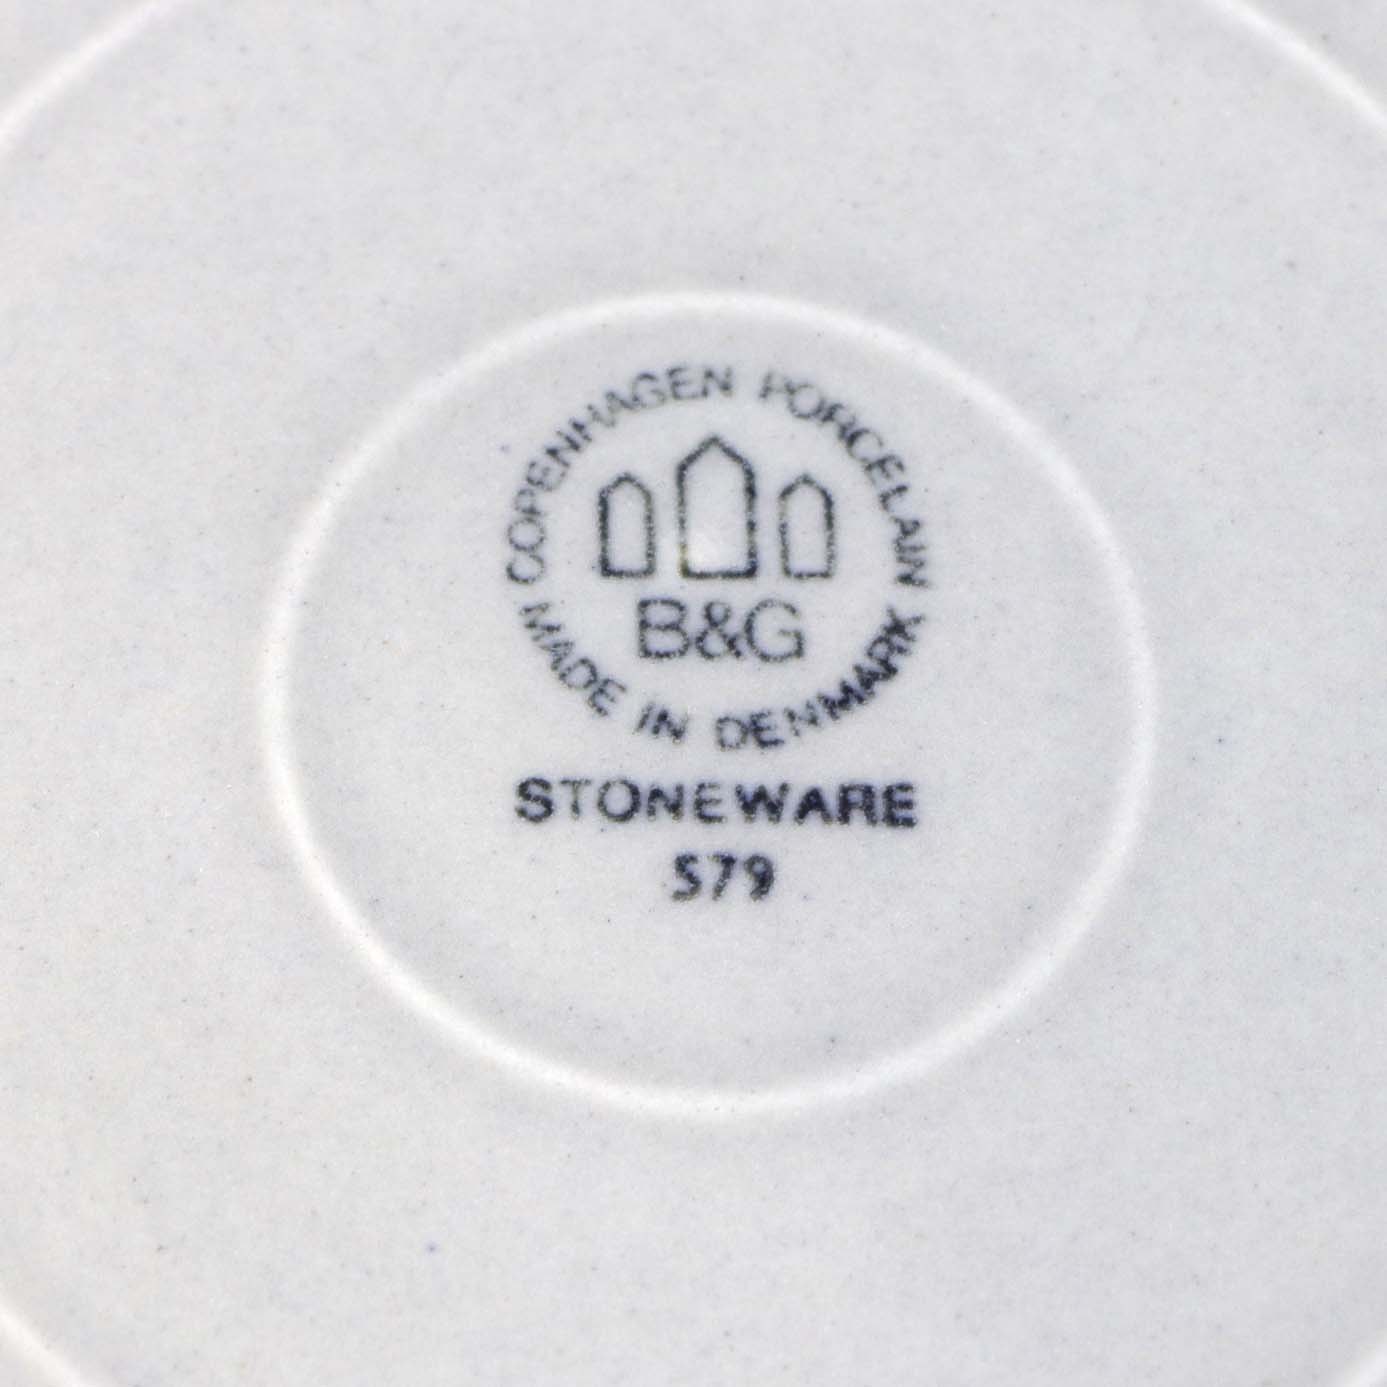 COPENHAGEN PORCELAIN
B&G
MADE IN DENMARK
STONEWARE
579